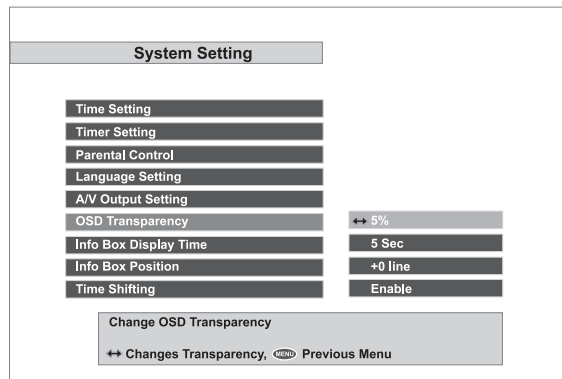 System Setting
Time Setting
Timer Setting
Parental Control
Language Setting
A/V Output Setting
OSD Transparency ↔ 5%
Info Box Display Time 5 Sec
Info Box Position +0 line
Time Shifting Enable
Change OSD Transparency
↔ Changes Transparency, MENU Previous Menu